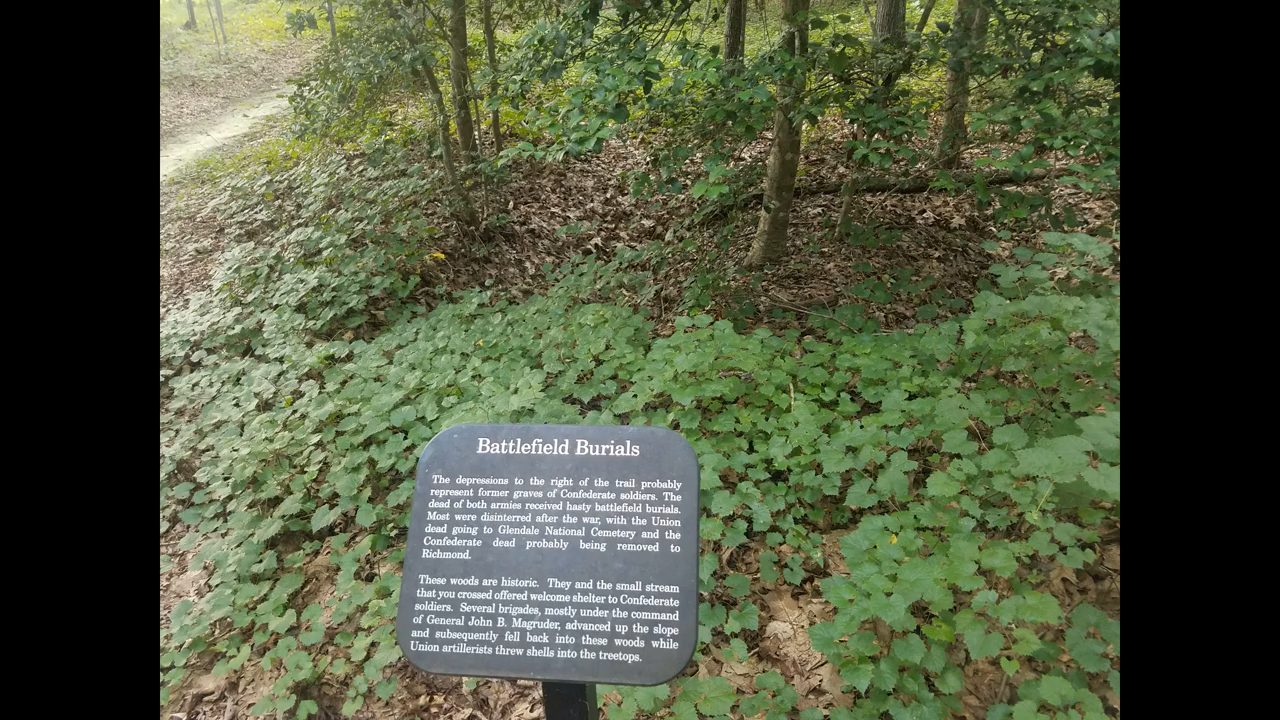 Battlefield Burials
The depressions to the right of the trail probably
represent former graves of Confederate soldiers. The
dead of both armies received hasty battlefield burials.
Most were disinterred after the war, with the Union
dead going to Glendale National Cemetery and the
Confederate dead probably being removed to
Richmond.
These woods are historic. They and the small stream
that you crossed offered welcome shelter to Confederate
soldiers. Several brigades, mostly under the command
of General John B. Magruder, advanced up the slope
and subsequently fell back into these woods while
Union artillerists threw shells into the treetops.